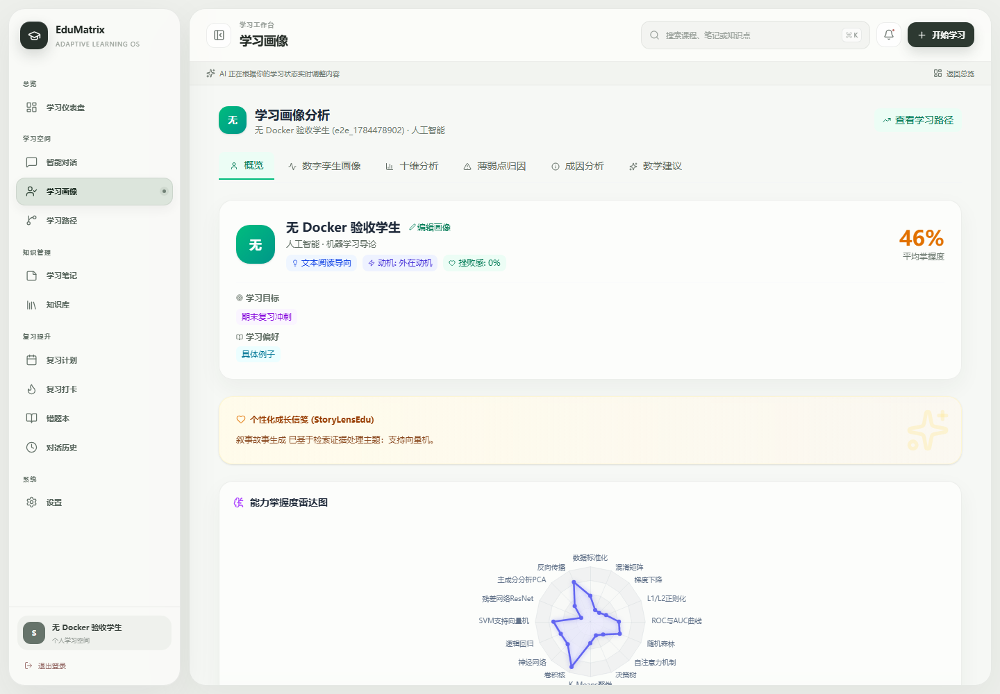 EduMatrix
ADAPTIVE LEARNING OS
总览
学习仪表盘
学习空间
智能对话
学习画像
学习路径
知识管理
学习笔记
知识库
复习提升
复习计划
复习打卡
错题本
对话历史
系统
设置
S
无 Docker 验收学生
个人学习空间
退出登录
学习工作台
学习画像
搜索课程、笔记或知识点
⌘K
开始学习
AI 正在根据你的学习状态实时调整内容
返回总览
无
学习画像分析
无 Docker 验收学生 (e2e_1784478902) · 人工智能
查看学习路径
概览
数字孪生画像
十维分析
薄弱点归因
成因分析
教学建议
无
无 Docker 验收学生
编辑画像
人工智能 · 机器学习导论
文本阅读导向
动机: 外在动机
挫败感: 0%
46%
平均掌握度
学习目标
期末复习冲刺
学习偏好
具体例子
个性化成长信笺 (StoryLensEdu)
叙事故事生成 已基于检索证据处理主题：支持向量机。
能力掌握度雷达图
数据标准化
混淆矩阵
梯度下降
L1/L2正则化
ROC与AUC曲线
随机森林
自注意力机制
决策树
K-Means聚类
卷积核
神经网络
逻辑回归
SVM支持向量机
残差网络ResNet
主成分分析PCA
反向传播